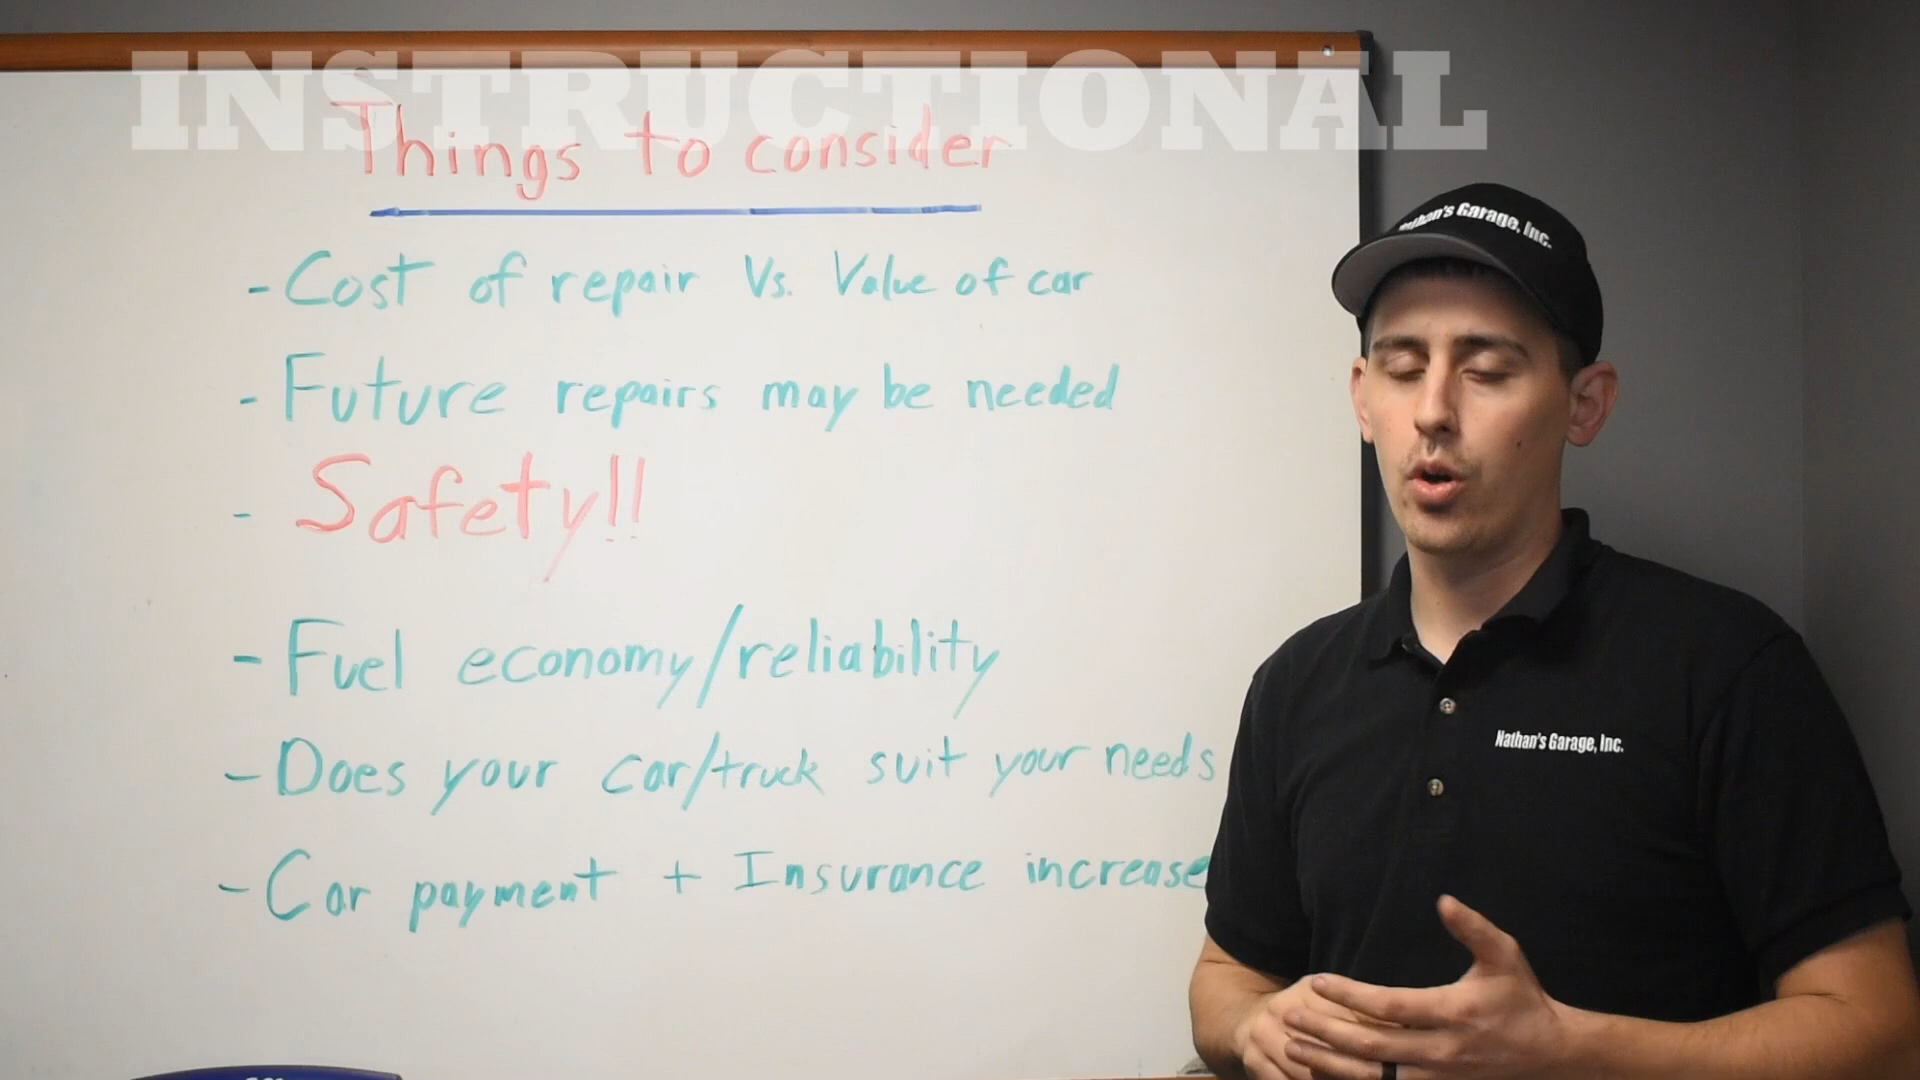 INSTRUCTIONAL
Things to consider
- Cost of repair Vs. Value of car
- Future repairs may be needed
- Safety!!
- Fuel economy/reliability
- Does your car/truck suit your needs
- Car payment + Insurance increase
Garage, Inc.
Nathan's Garage, Inc.